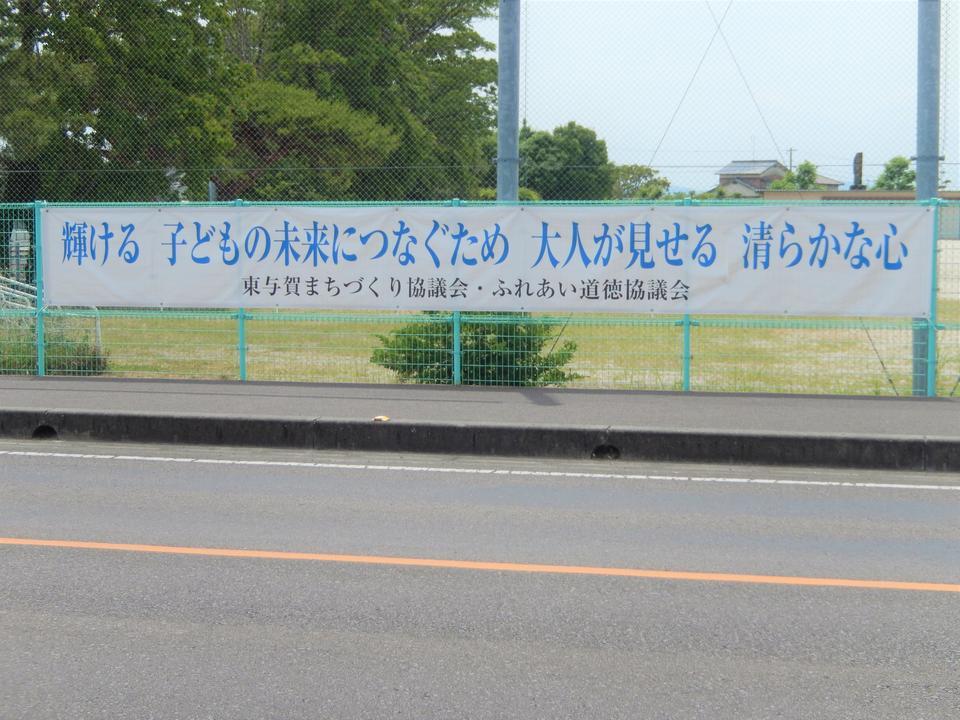 輝ける 子どもの未来につなぐため 大人が見せる 清らかな心
東与賀まちづくり協議会・ふれあい道徳協議会